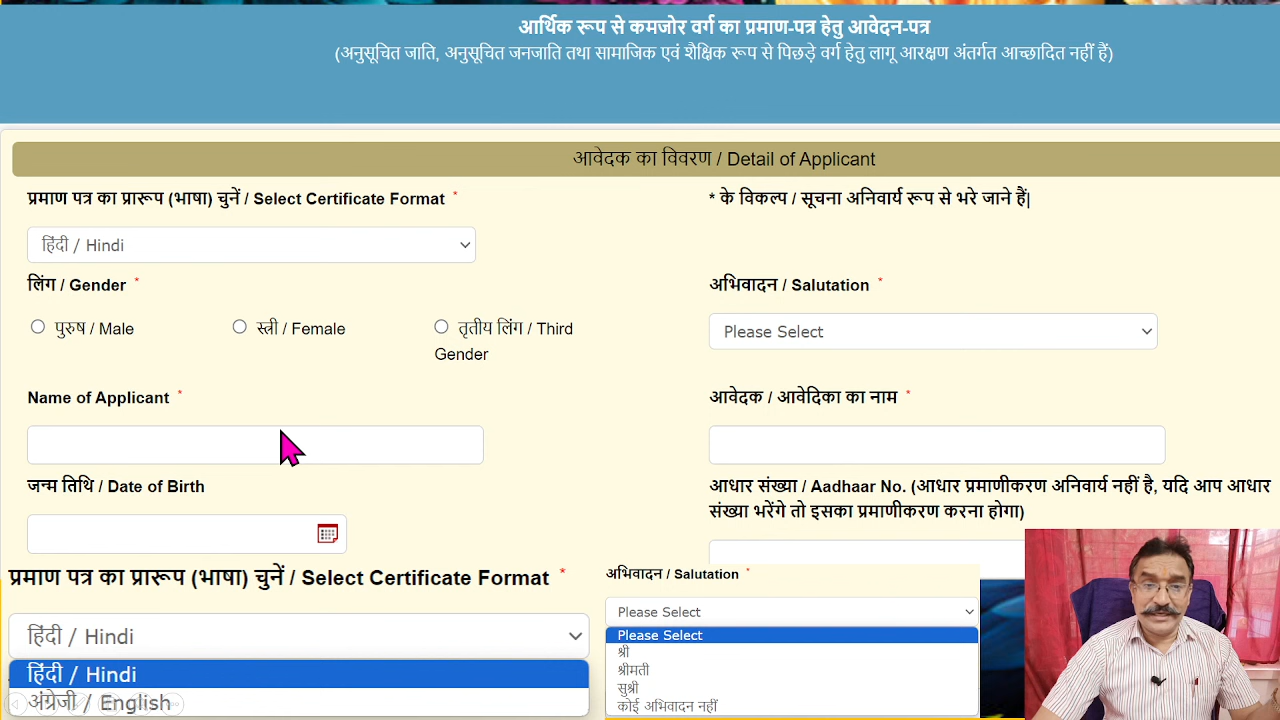 आर्थिक रूप से कमजोर वर्ग का प्रमाण-पत्र हेतु आवेदन-पत्र
(अनुसूचित जाति, अनुसूचित जनजाति तथा सामाजिक एवं शैक्षिक रूप से पिछड़े वर्ग हेतु लागू आरक्षण अंतर्गत आच्छादित नहीं हैं)
आवेदक का विवरण / Detail of Applicant
प्रमाण पत्र का प्रारूप (भाषा) चुनें / Select Certificate Format *
* के विकल्प / सूचना अनिवार्य रूप से भरे जाने हैं|
हिंदी / Hindi
लिंग / Gender *
अभिवादन / Salutation *
पुरुष / Male
स्त्री / Female
तृतीय लिंग / Third
Gender
Please Select
Name of Applicant *
आवेदक / आवेदिका का नाम *
जन्म तिथि / Date of Birth
आधार संख्या / Aadhaar No. (आधार प्रमाणीकरण अनिवार्य नहीं है, यदि आप आधार
संख्या भरेंगे तो इसका प्रमाणीकरण करना होगा)
प्रमाण पत्र का प्रारूप (भाषा) चुनें / Select Certificate Format *
हिंदी / Hindi
हिंदी / Hindi
अंग्रेजी / English
अभिवादन / Salutation *
Please Select
Please Select
श्री
श्रीमती
सुश्री
कोई अभिवादन नहीं